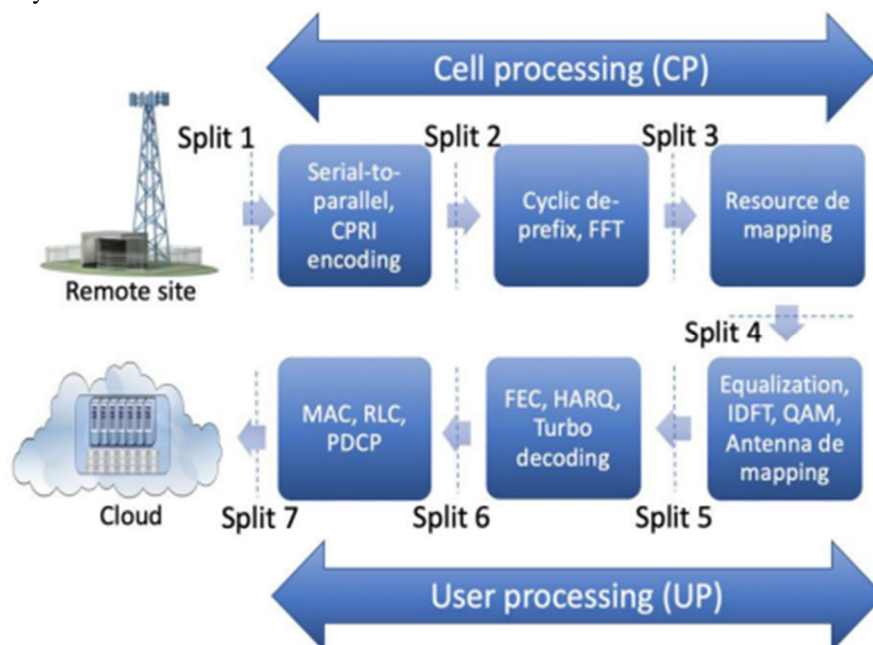 Cell processing (CP)
Split 1
Split 2
Split 3
Serial-to-
parallel,
CPRI
encoding
Cyclic de-
prefix, FFT
Resource de
mapping
Remote site
Split 4
MAC, RLC,
PDCP
FEC, HARQ,
Turbo
decoding
Equalization,
IDFT, QAM,
Antenna de
mapping
Cloud
Split 7
Split 6
Split 5
User processing (UP)